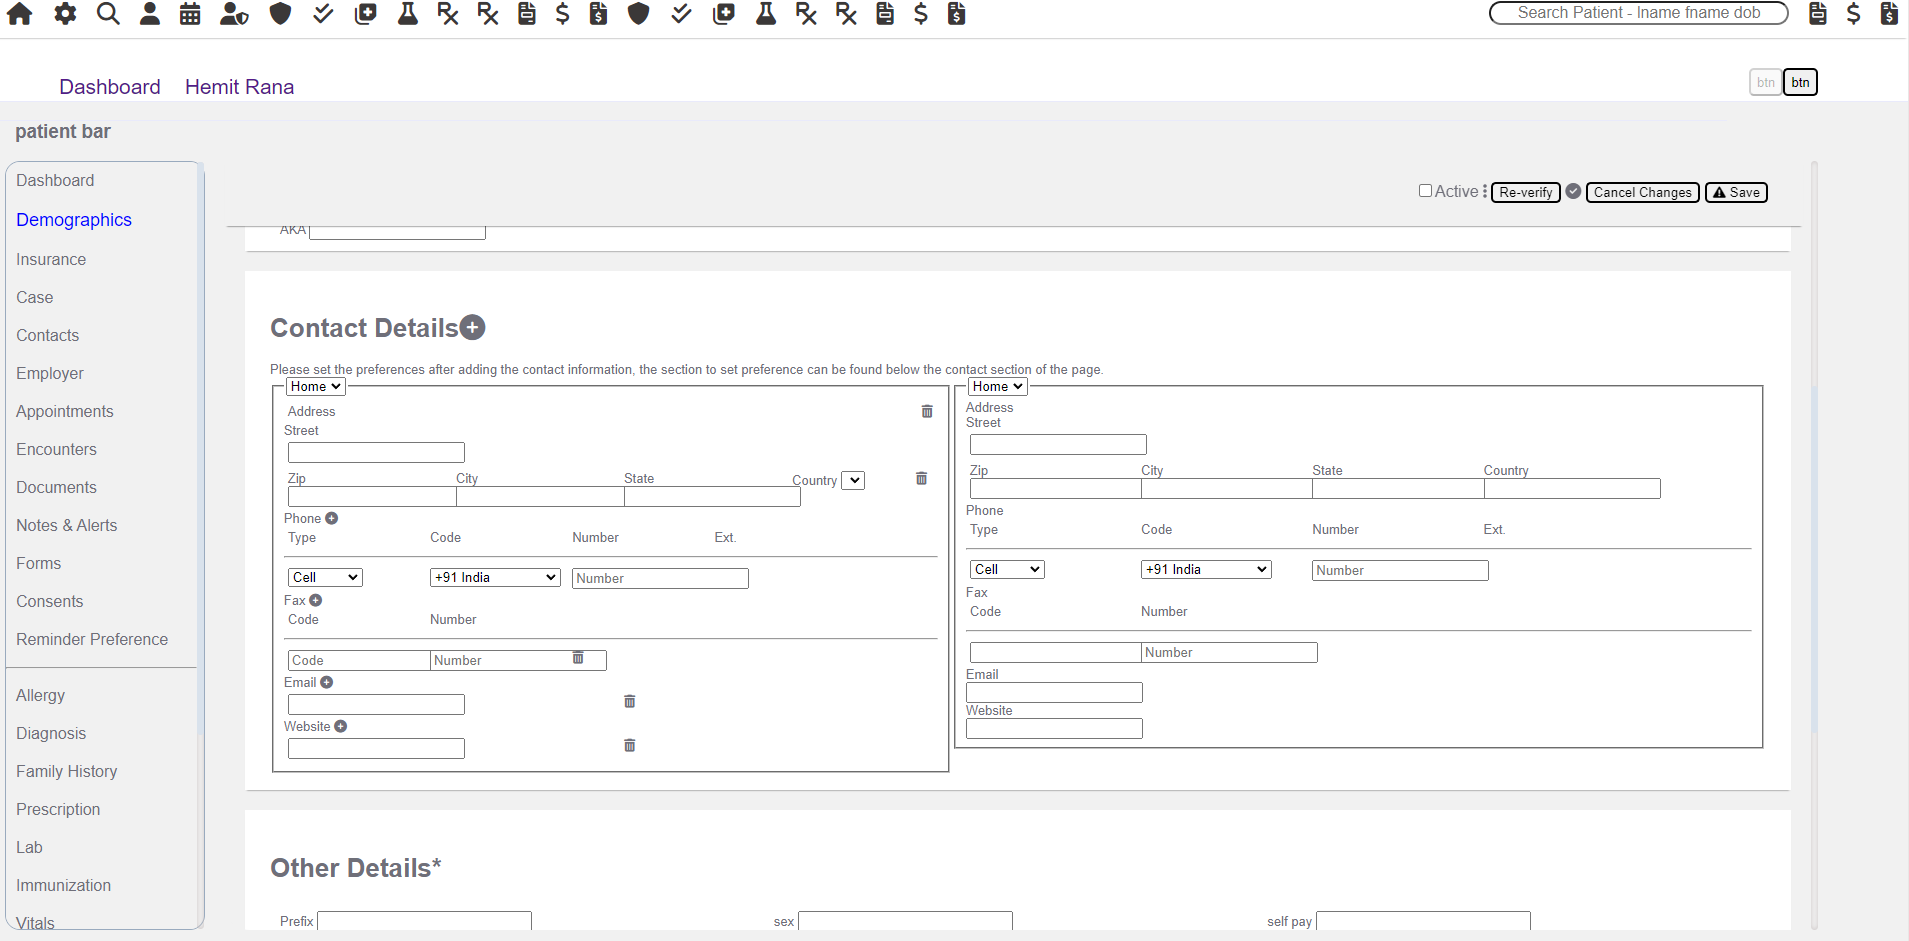 Search Patient - lname fname dob
Dashboard Hemit Rana
btn btn
patient bar
Dashboard
Demographics
Insurance
Case
Contacts
Employer
Appointments
Encounters
Documents
Notes & Alerts
Forms
Consents
Reminder Preference
Allergy
Diagnosis
Family History
Prescription
Lab
Immunization
Vitals
Active Re-verify Cancel Changes Save
AKA
Contact Details
Please set the preferences after adding the contact information, the section to set preference can be found below the contact section of the page.
Home
Address
Street
Zip City State Country
Phone
Type Code Number Ext.
Cell +91 India Number
Fax
Code Number
Code Number
Email
Website
Home
Address
Street
Zip City State Country
Phone
Type Code Number Ext.
Cell +91 India Number
Fax
Code Number
Number
Email
Website
Other Details*
Prefix sex self pay